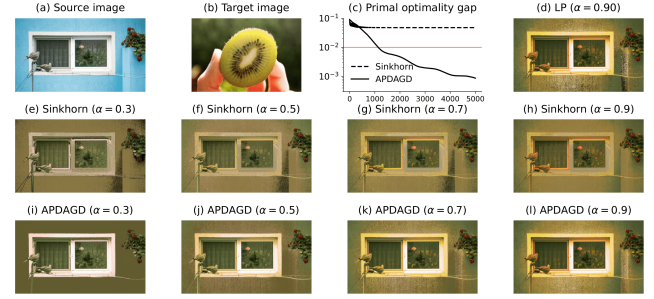 (a) Source image
(b) Target image
(c) Primal optimality gap
(d) LP (α = 0.90)
10⁻¹
10⁻²
10⁻³
Sinkhorn
APDAGD
0 1000 2000 3000 4000 5000
(e) Sinkhorn (α = 0.3)
(f) Sinkhorn (α = 0.5)
(g) Sinkhorn (α = 0.7)
(h) Sinkhorn (α = 0.9)
(i) APDAGD (α = 0.3)
(j) APDAGD (α = 0.5)
(k) APDAGD (α = 0.7)
(l) APDAGD (α = 0.9)